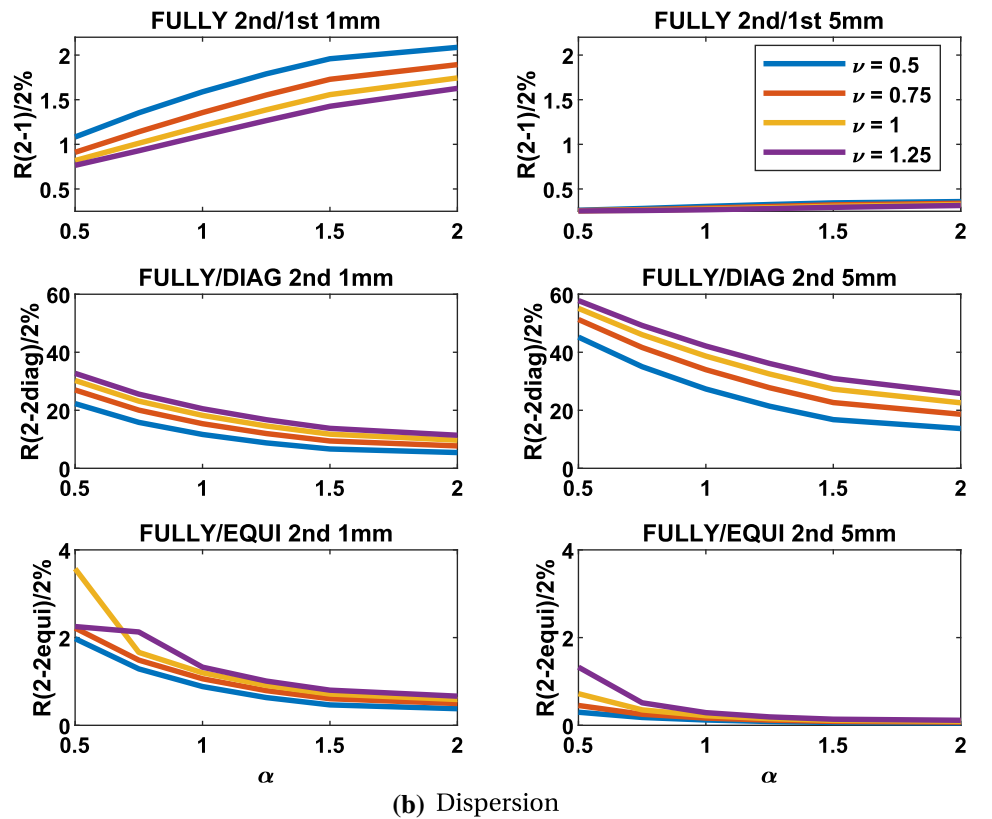 FULLY 2nd/1st 1mm
R(2-1)/2%
2
1.5
1
0.5
0.5 1 1.5 2
FULLY 2nd/1st 5mm
R(2-1)/2%
2
1.5
1
0.5
0.5 1 1.5 2
ν = 0.5
ν = 0.75
ν = 1
ν = 1.25
FULLY/DIAG 2nd 1mm
R(2-2diag)/2%
60
40
20
0
0.5 1 1.5 2
FULLY/DIAG 2nd 5mm
R(2-2diag)/2%
60
40
20
0
0.5 1 1.5 2
FULLY/EQUI 2nd 1mm
R(2-2equi)/2%
4
2
0
0.5 1 1.5 2
α
FULLY/EQUI 2nd 5mm
R(2-2equi)/2%
4
2
0
0.5 1 1.5 2
α
(b) Dispersion